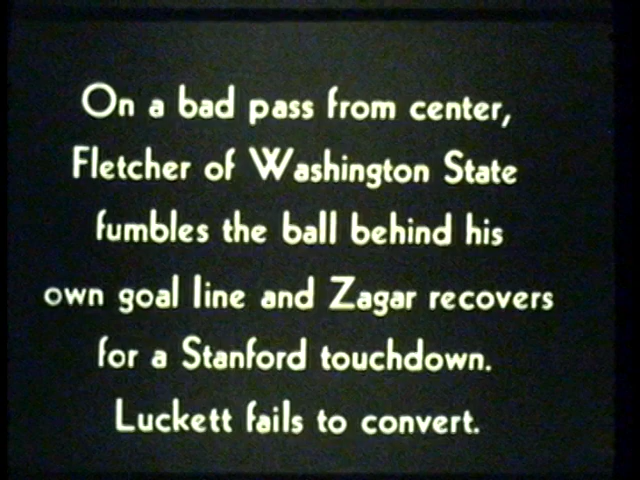 On a bad pass from center,
Fletcher of Washington State
fumbles the ball behind his
own goal line and Zagar recovers
for a Stanford touchdown.
Luckett fails to convert.